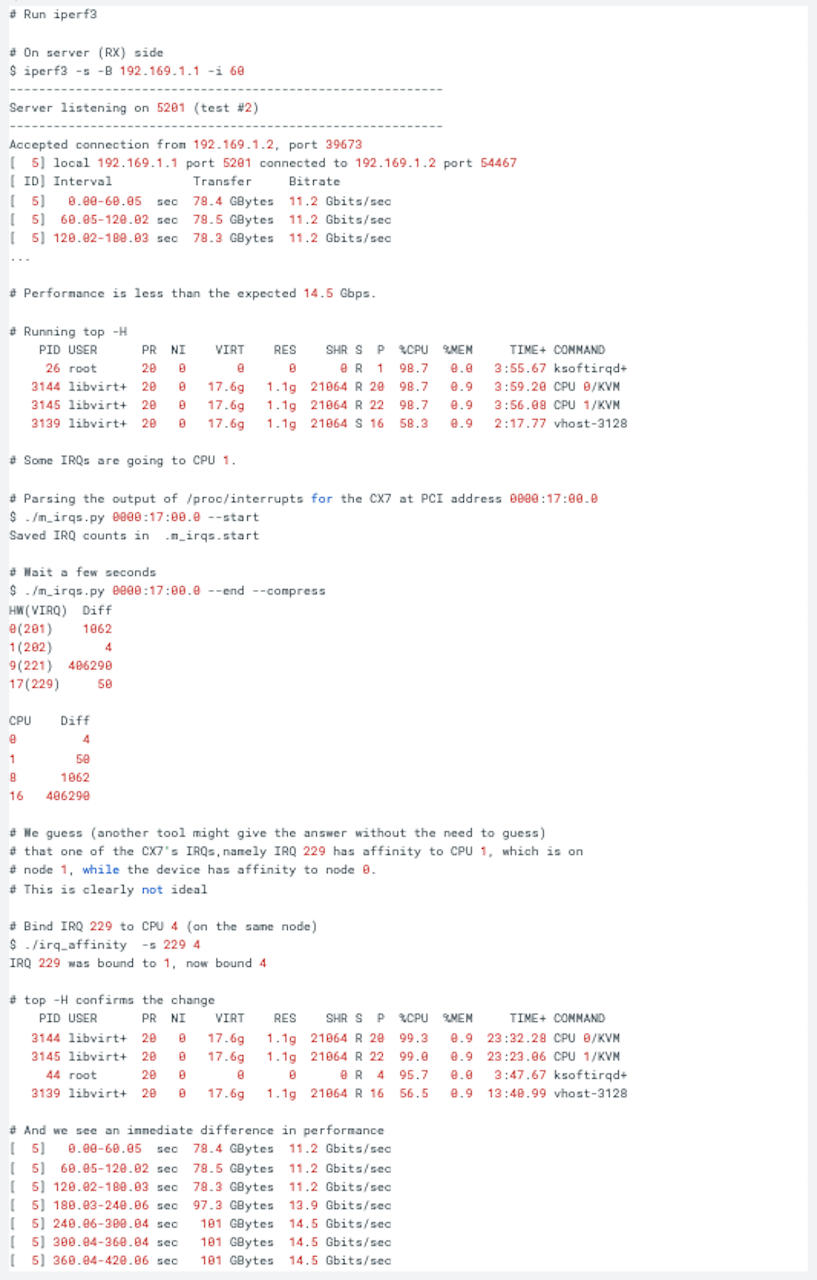 # Run iperf3
# On server (RX) side
$ iperf3 -s -B 192.169.1.1 -i 60
-----------------------------------------------------------
Server listening on 5201 (test #2)
-----------------------------------------------------------
Accepted connection from 192.169.1.2, port 39673
[  5] local 192.169.1.1 port 5201 connected to 192.169.1.2 port 54467
[ ID] Interval           Transfer     Bitrate
[  5]   0.00-60.05  sec  78.4 GBytes  11.2 Gbits/sec
[  5]  60.05-120.02 sec  78.5 GBytes  11.2 Gbits/sec
[  5] 120.02-180.03 sec  78.3 GBytes  11.2 Gbits/sec
...
# Performance is less than the expected 14.5 Gbps.
# Running top -H
    PID USER      PR  NI    VIRT    RES    SHR S  P  %CPU  %MEM     TIME+ COMMAND
     26 root      20   0       0      0      0 R  1  98.7   0.0   3:55.67 ksoftirqd+
   3144 libvirt+  20   0   17.6g   1.1g  21064 R 20  98.7   0.9   3:59.20 CPU 0/KVM
   3145 libvirt+  20   0   17.6g   1.1g  21064 R 22  98.7   0.9   3:56.08 CPU 1/KVM
   3139 libvirt+  20   0   17.6g   1.1g  21064 S 16  58.3   0.9   2:17.77 vhost-3128
# Some IRQs are going to CPU 1.
# Parsing the output of /proc/interrupts for the CX7 at PCI address 0000:17:00.0
$ ./m_irqs.py 0000:17:00.0 --start
Saved IRQ counts in  .m_irqs.start
# Wait a few seconds
$ ./m_irqs.py 0000:17:00.0 --end --compress
HW(VIRQ)  Diff
0(201)    1062
1(202)       4
9(221)  406290
17(229)     50
CPU    Diff
0         4
1        50
8      1062
16   406290
# We guess (another tool might give the answer without the need to guess)
# that one of the CX7's IRQs,namely IRQ 229 has affinity to CPU 1, which is on
# node 1, while the device has affinity to node 0.
# This is clearly not ideal
# Bind IRQ 229 to CPU 4 (on the same node)
$ ./irq_affinity  -s 229 4
IRQ 229 was bound to 1, now bound 4
# top -H confirms the change
    PID USER      PR  NI    VIRT    RES    SHR S  P  %CPU  %MEM     TIME+ COMMAND
   3144 libvirt+  20   0   17.6g   1.1g  21064 R 20  99.3   0.9  23:32.28 CPU 0/KVM
   3145 libvirt+  20   0   17.6g   1.1g  21064 R 22  99.0   0.9  23:23.06 CPU 1/KVM
     44 root      20   0       0      0      0 R  4  95.7   0.0   3:47.67 ksoftirqd+
   3139 libvirt+  20   0   17.6g   1.1g  21064 R 16  56.5   0.9  13:40.99 vhost-3128
# And we see an immediate difference in performance
[  5]   0.00-60.05  sec  78.4 GBytes  11.2 Gbits/sec
[  5]  60.05-120.02 sec  78.5 GBytes  11.2 Gbits/sec
[  5] 120.02-180.03 sec  78.3 GBytes  11.2 Gbits/sec
[  5] 180.03-240.06 sec  97.3 GBytes  13.9 Gbits/sec
[  5] 240.06-300.04 sec   101 GBytes  14.5 Gbits/sec
[  5] 300.04-360.04 sec   101 GBytes  14.5 Gbits/sec
[  5] 360.04-420.06 sec   101 GBytes  14.5 Gbits/sec